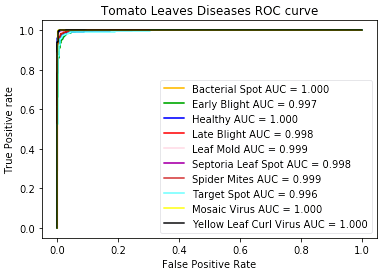 Tomato Leaves Diseases ROC curve
True Positive rate
1.0
0.8
0.6
0.4
0.2
0.0
Bacterial Spot AUC = 1.000
Early Blight AUC = 0.997
Healthy AUC = 1.000
Late Blight AUC = 0.998
Leaf Mold AUC = 0.999
Septoria Leaf Spot AUC = 0.998
Spider Mites AUC = 0.999
Target Spot AUC = 0.996
Mosaic Virus AUC = 1.000
Yellow Leaf Curl Virus AUC = 1.000
0.0 0.2 0.4 0.6 0.8 1.0
False Positive Rate